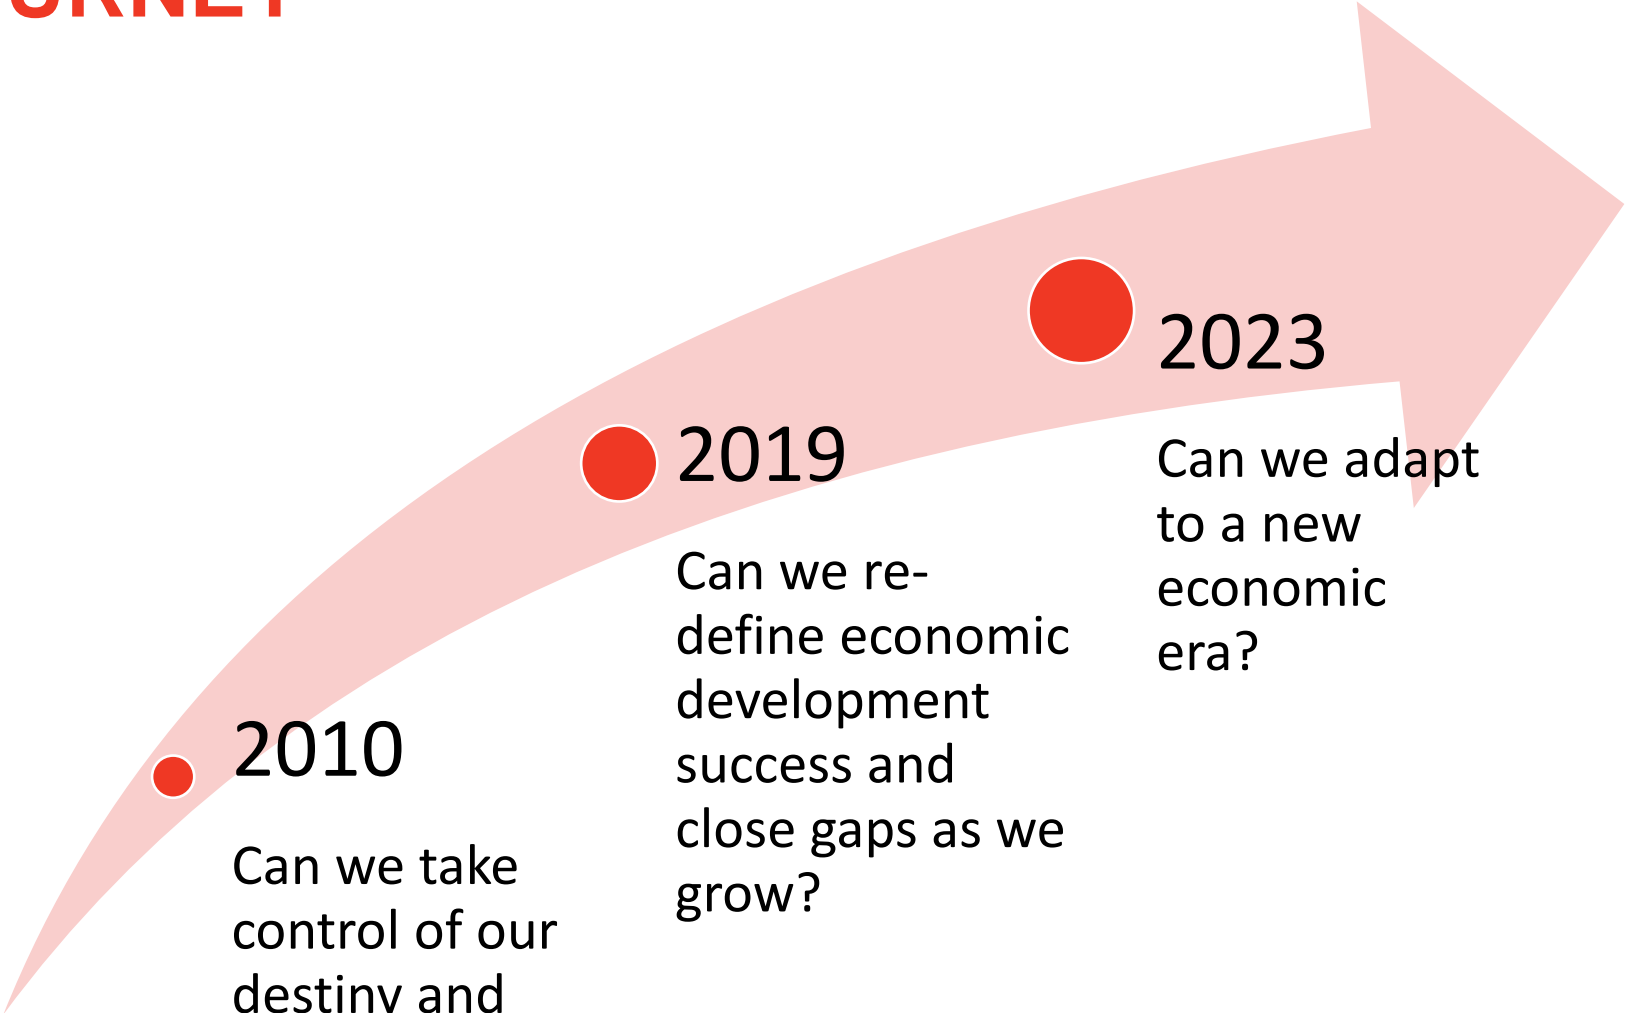 2010
Can we take
control of our
destiny and
2019
Can we re-
define economic
development
success and
close gaps as we
grow?
2023
Can we adapt
to a new
economic
era?